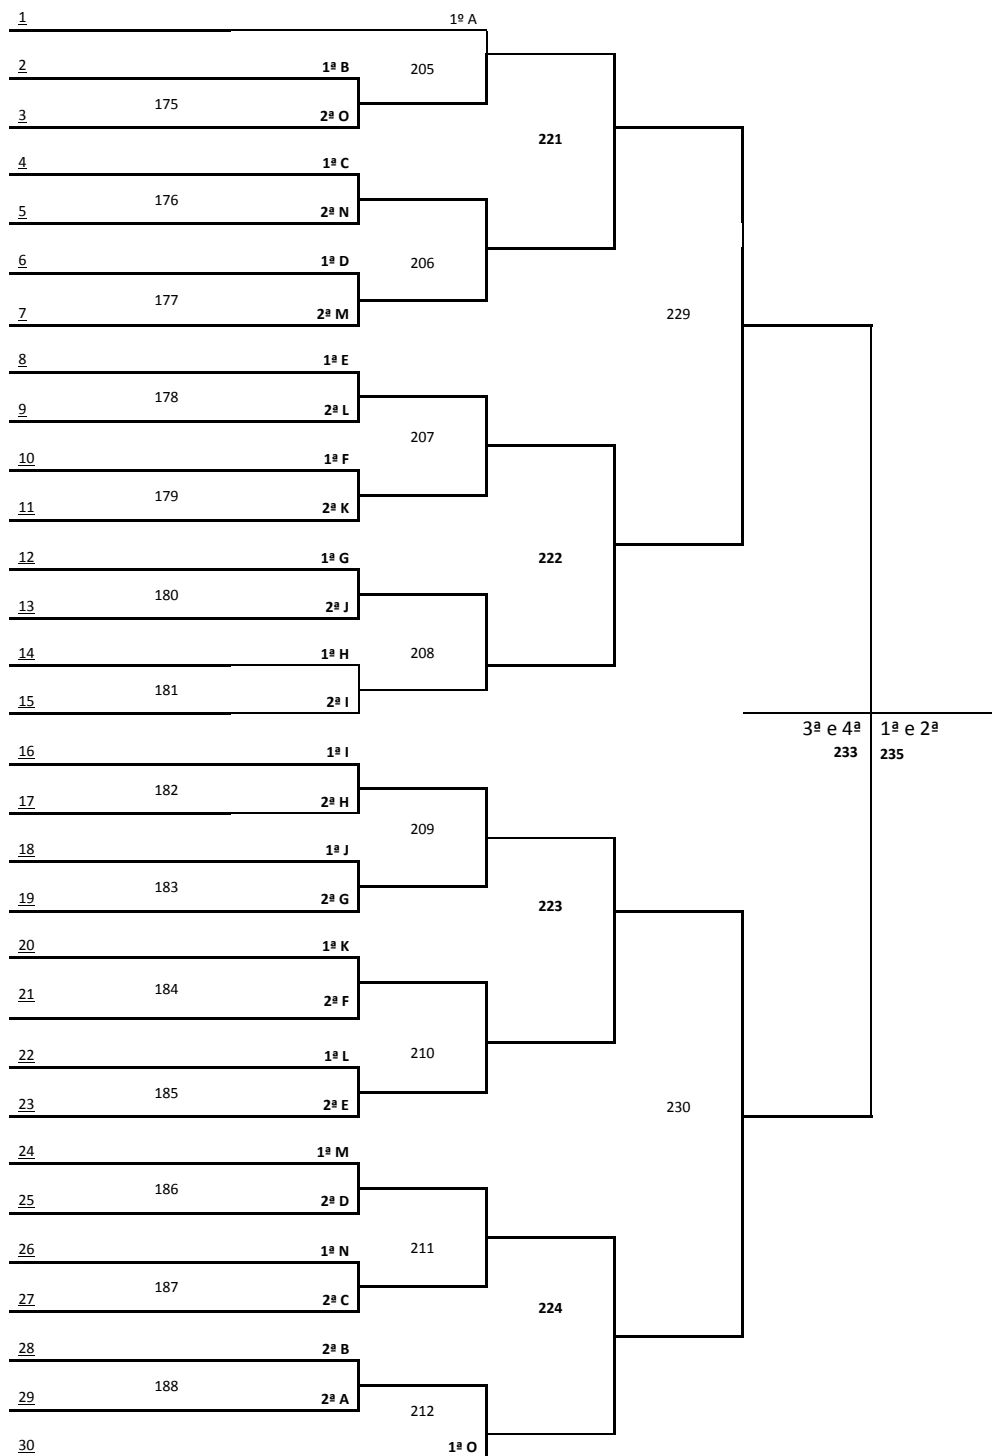 1 1º A
2 1ª B 205
175
3 2ª O
221
4 1ª C
176
5 2ª N
6 1ª D 206
177
7 2ª M 229
8 1ª E
178
9 2ª L
207
10 1ª F
179
11 2ª K
12 1ª G 222
180
13 2ª J
14 1ª H 208
181
15 2ª I
3ª e 4ª 1ª e 2ª
16 1ª I 233 235
182
17 2ª H
209
18 1ª J
183
19 2ª G 223
20 1ª K
184
21 2ª F
22 1ª L 210
185
23 2ª E 230
24 1ª M
186
25 2ª D
26 1ª N 211
187
27 2ª C 224
28 2ª B
188
29 2ª A
212
30 1ª O